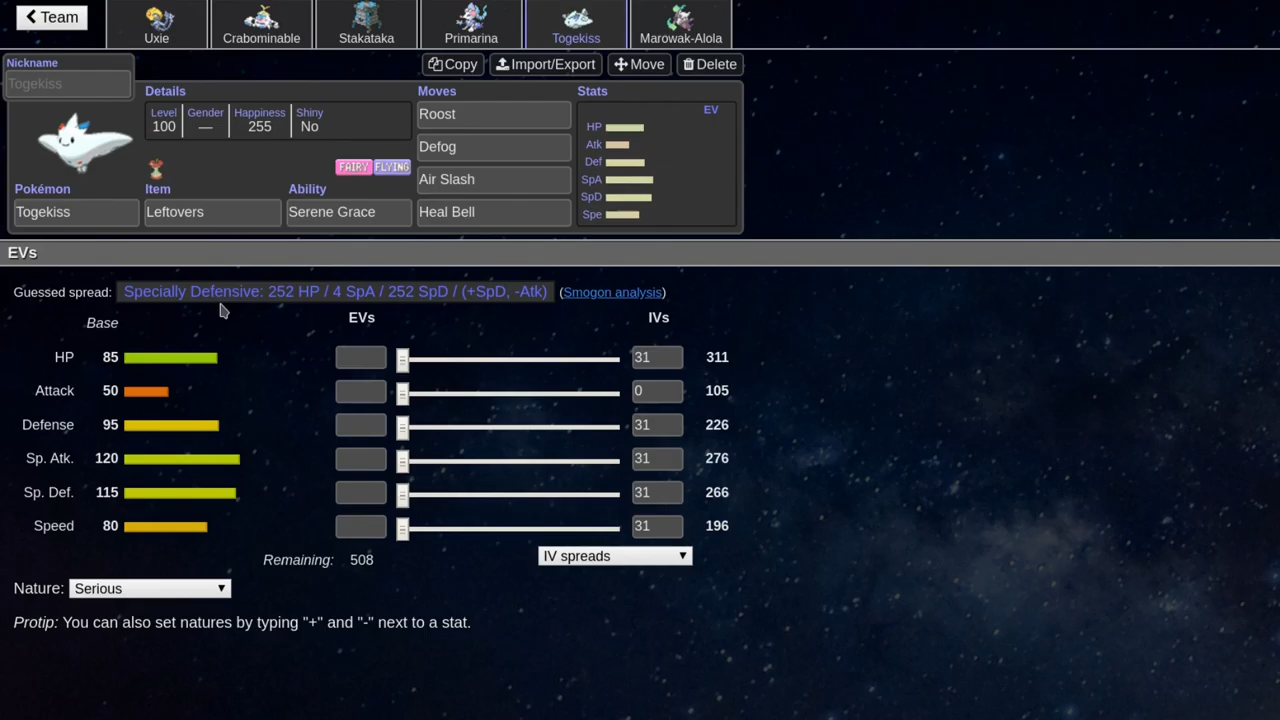 Team
Uxie
Crabominable
Stakataka
Primarina
Togekiss
Marowak-Alola
Copy
Import/Export
Move
Delete
Nickname
Togekiss
Details
Level Gender Happiness Shiny
100 — 255 No
FAIRY FLYING
Pokémon
Togekiss
Item
Leftovers
Ability
Serene Grace
Moves
Roost
Defog
Air Slash
Heal Bell
Stats
EV
HP
Atk
Def
SpA
SpD
Spe
EVs
Guessed spread: Specially Defensive: 252 HP / 4 SpA / 252 SpD / (+SpD, -Atk) (Smogon analysis)
Base EVs IVs
HP 85 31 311
Attack 50 0 105
Defense 95 31 226
Sp. Atk. 120 31 276
Sp. Def. 115 31 266
Speed 80 31 196
Remaining: 508 IV spreads
Nature: Serious
Protip: You can also set natures by typing "+" and "-" next to a stat.